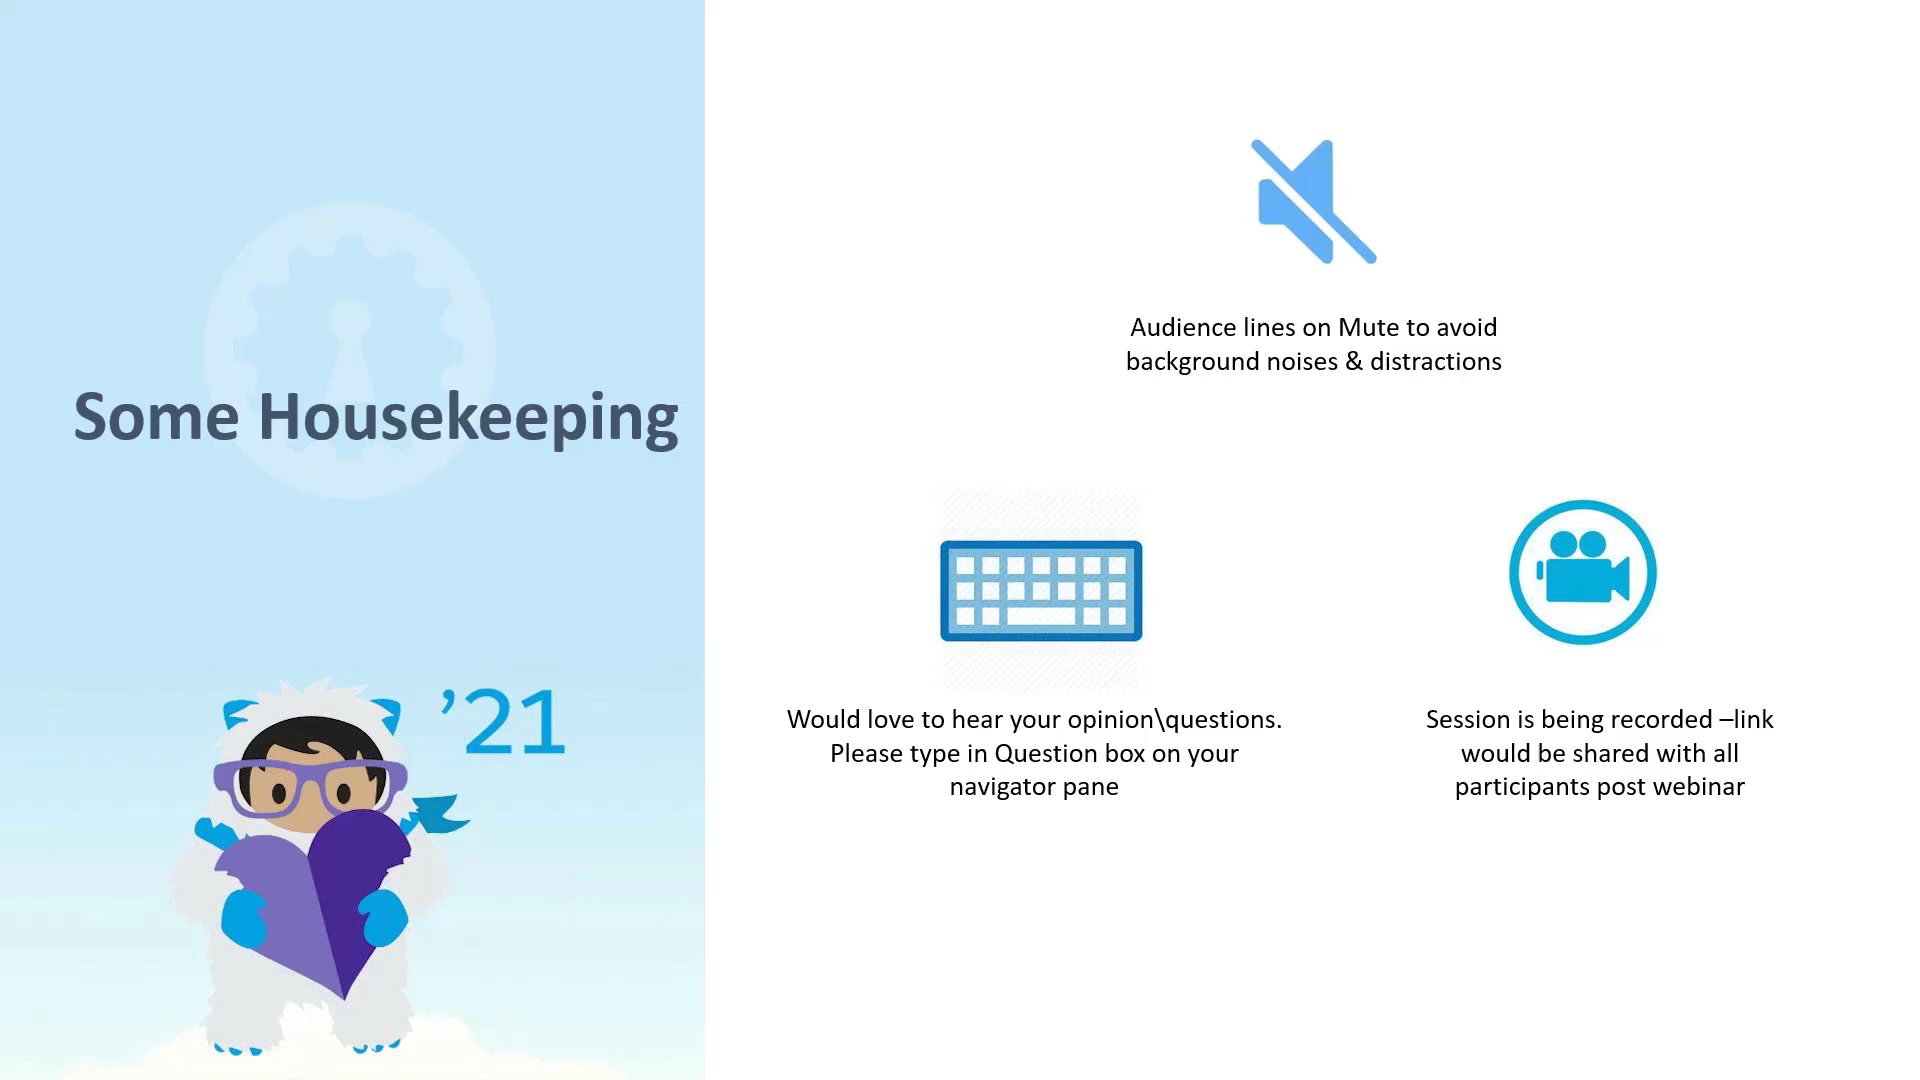 Some Housekeeping
’21
Audience lines on Mute to avoid
background noises & distractions
Would love to hear your opinion\questions.
Please type in Question box on your
navigator pane
Session is being recorded –link
would be shared with all
participants post webinar